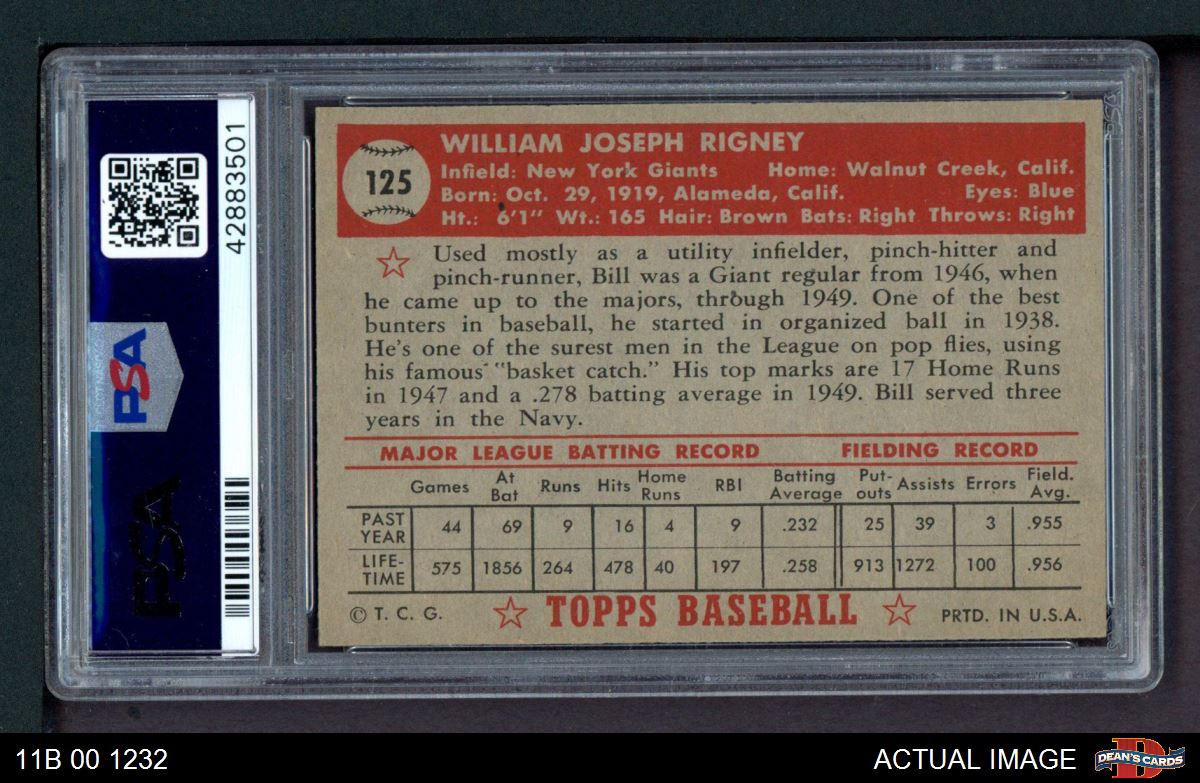 42883501
PSA
PSA
125
WILLIAM JOSEPH RIGNEY
Infield: New York Giants Home: Walnut Creek, Calif.
Born: Oct. 29, 1919, Alameda, Calif. Eyes: Blue
Ht.: 6'1" Wt.: 165 Hair: Brown Bats: Right Throws: Right
Used mostly as a utility infielder, pinch-hitter and
pinch-runner, Bill was a Giant regular from 1946, when
he came up to the majors, through 1949. One of the best
bunters in baseball, he started in organized ball in 1938.
He's one of the surest men in the League on pop flies, using
his famous "basket catch." His top marks are 17 Home Runs
in 1947 and a .278 batting average in 1949. Bill served three
years in the Navy.
MAJOR LEAGUE BATTING RECORD FIELDING RECORD
Games At Bat Runs Hits Home Runs RBI Batting Average Put-outs Assists Errors Field. Avg.
PAST YEAR 44 69 9 16 4 9 .232 25 39 3 .955
LIFE-TIME 575 1856 264 478 40 197 .258 913 1272 100 .956
© T. C. G. TOPPS BASEBALL PRTD. IN U.S.A.
11B 00 1232 ACTUAL IMAGE DEAN'S CARDS